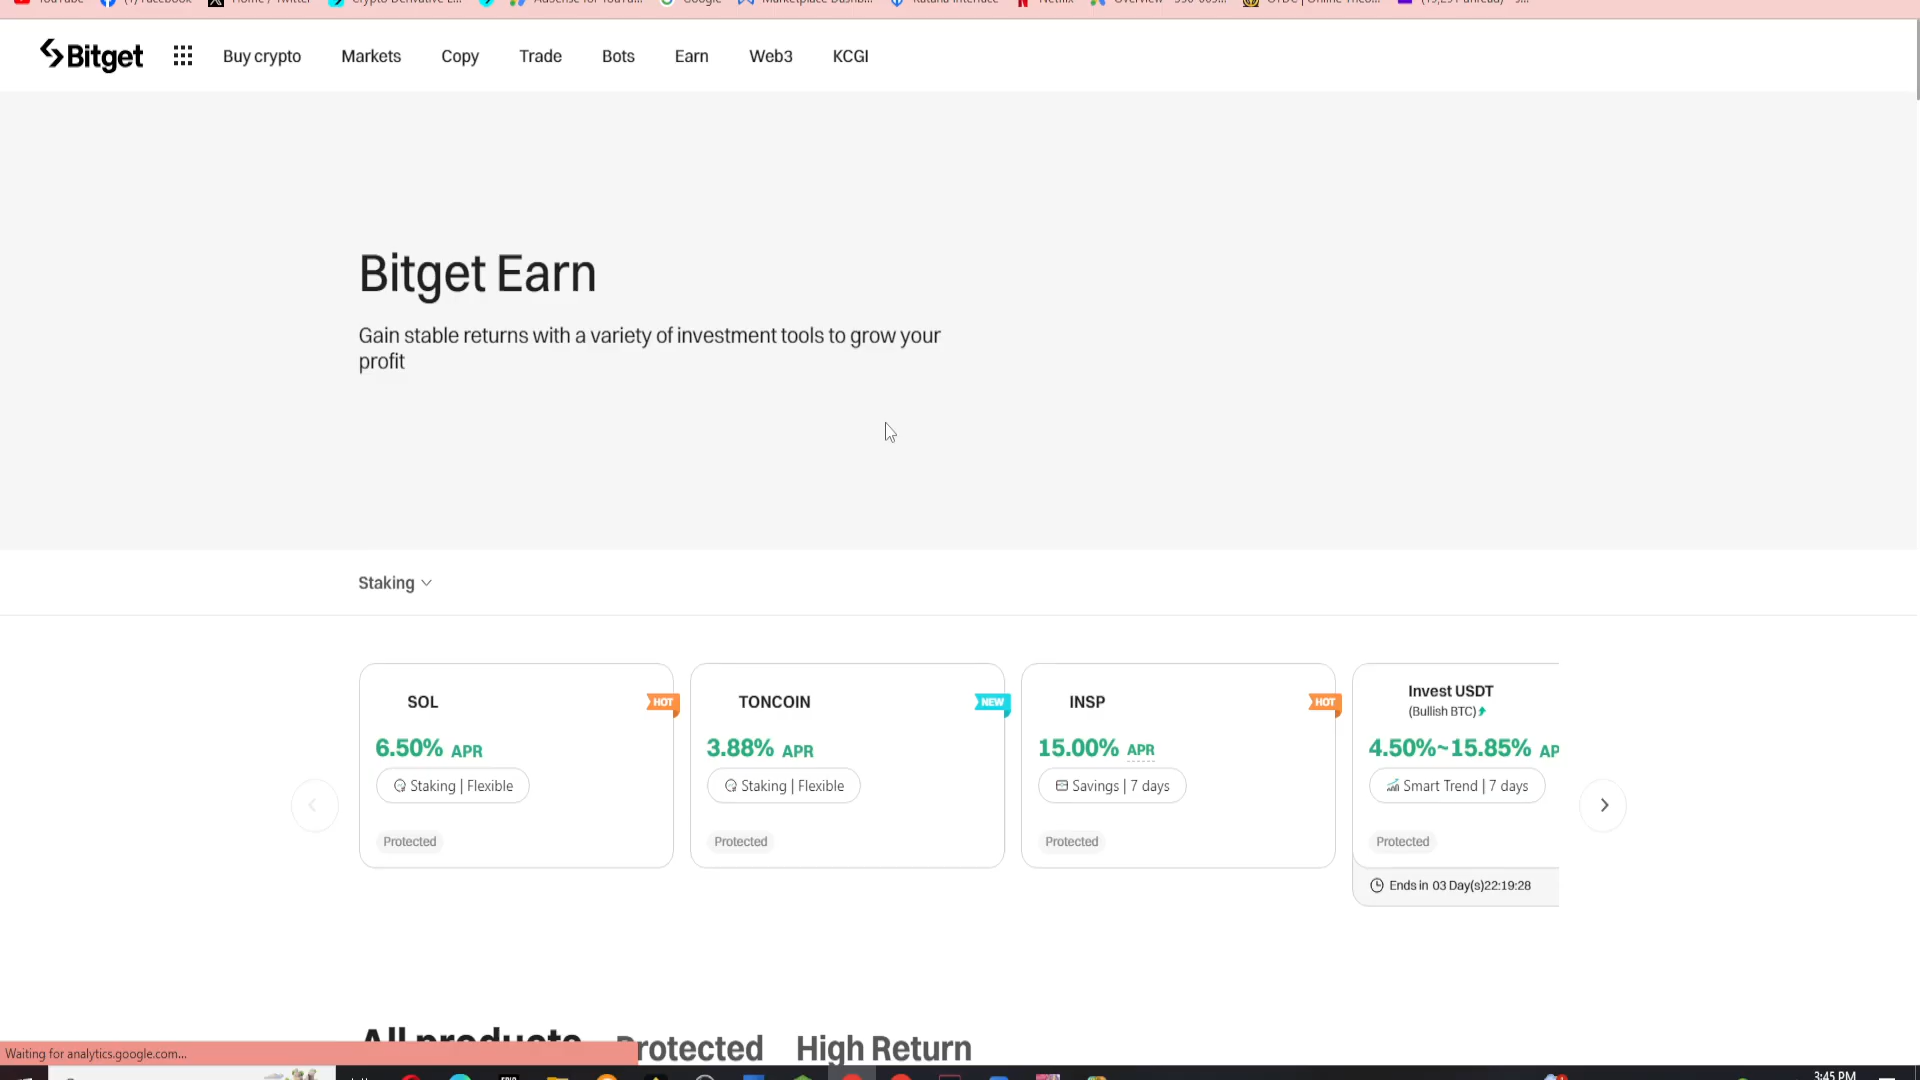 Bitget
Buy crypto
Markets
Copy
Trade
Bots
Earn
Web3
KCGI
Bitget Earn
Gain stable returns with a variety of investment tools to grow your
profit
Staking
SOL
HOT
6.50% APR
Staking | Flexible
Protected
TONCOIN
NEW
3.88% APR
Staking | Flexible
Protected
INSP
HOT
15.00% APR
Savings | 7 days
Protected
Invest USDT
(Bullish BTC)
4.50%~15.85% AP
Smart Trend | 7 days
Protected
Ends in 03 Day(s)22:19:28
All products
rotected
High Return
Waiting for analytics.google.com...
3:45 PM